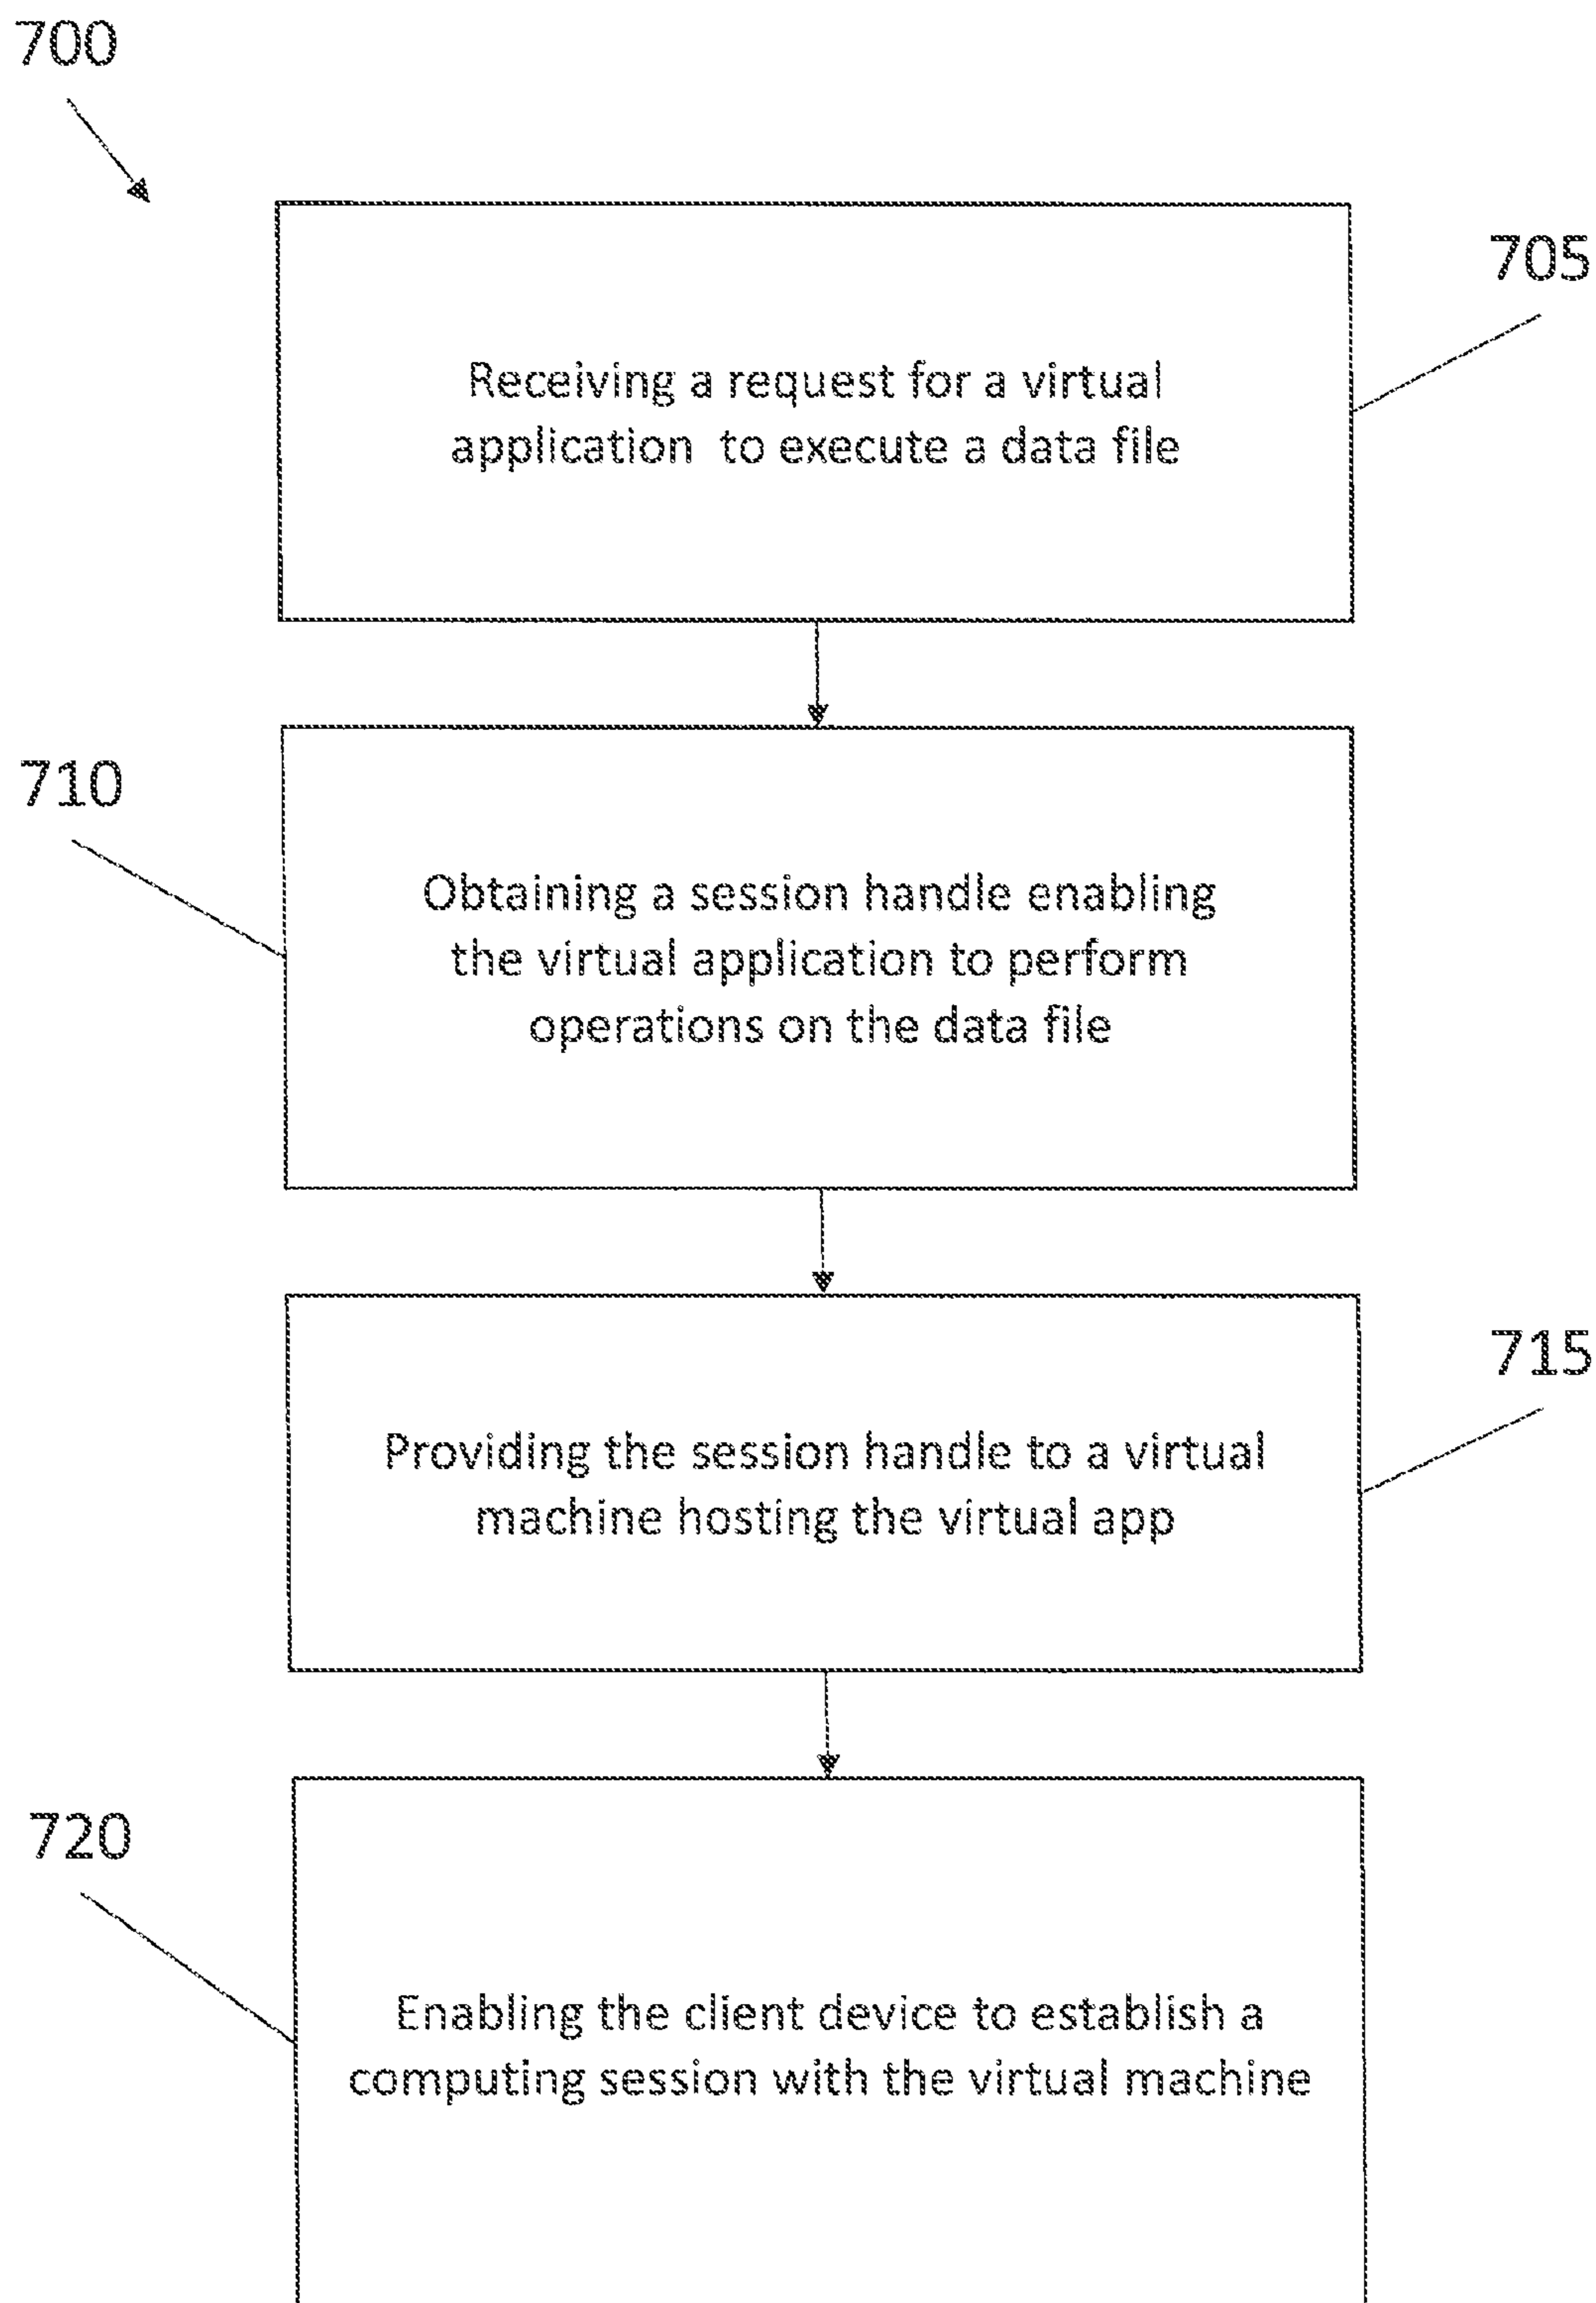 700
705
Receiving a request for a virtual
application to execute a data file
710
Obtaining a session handle enabling
the virtual application to perform
operations on the data file
715
Providing the session handle to a virtual
machine hosting the virtual app
720
Enabling the client device to establish a
computing session with the virtual machine